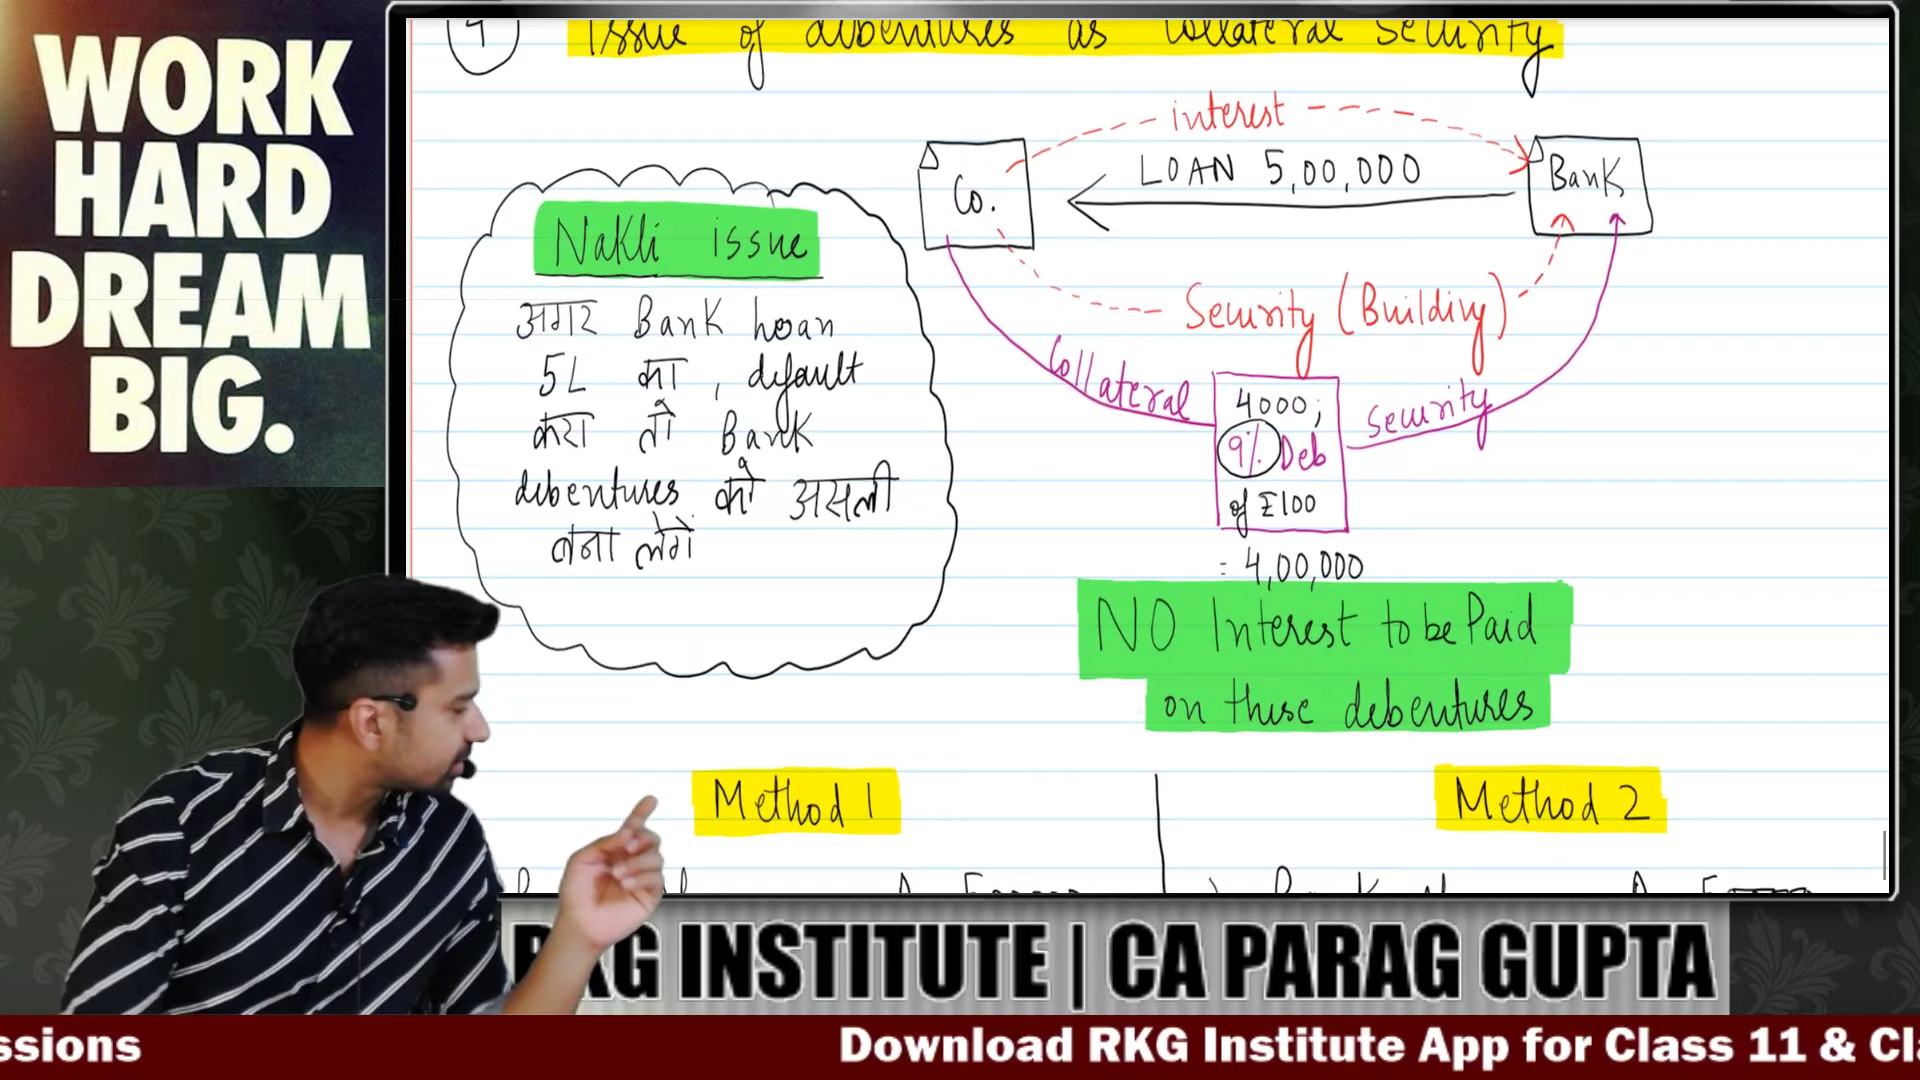 WORK
HARD
DREAM
BIG.
4
Issue of debentures as Collateral Security
interest
LOAN 5,00,000
Co.
Bank
Security (Building)
Collateral
Security
4000;
9% Deb
of ₹100
= 4,00,000
NO Interest to be Paid
on these debentures
Nakli issue
अगर Bank loan
5L का, default
करा तो Bank
debentures को असली
बना लेंगे
Method 1
Method 2
RKG INSTITUTE | CA PARAG GUPTA
ssions
Download RKG Institute App for Class 11 & Cl